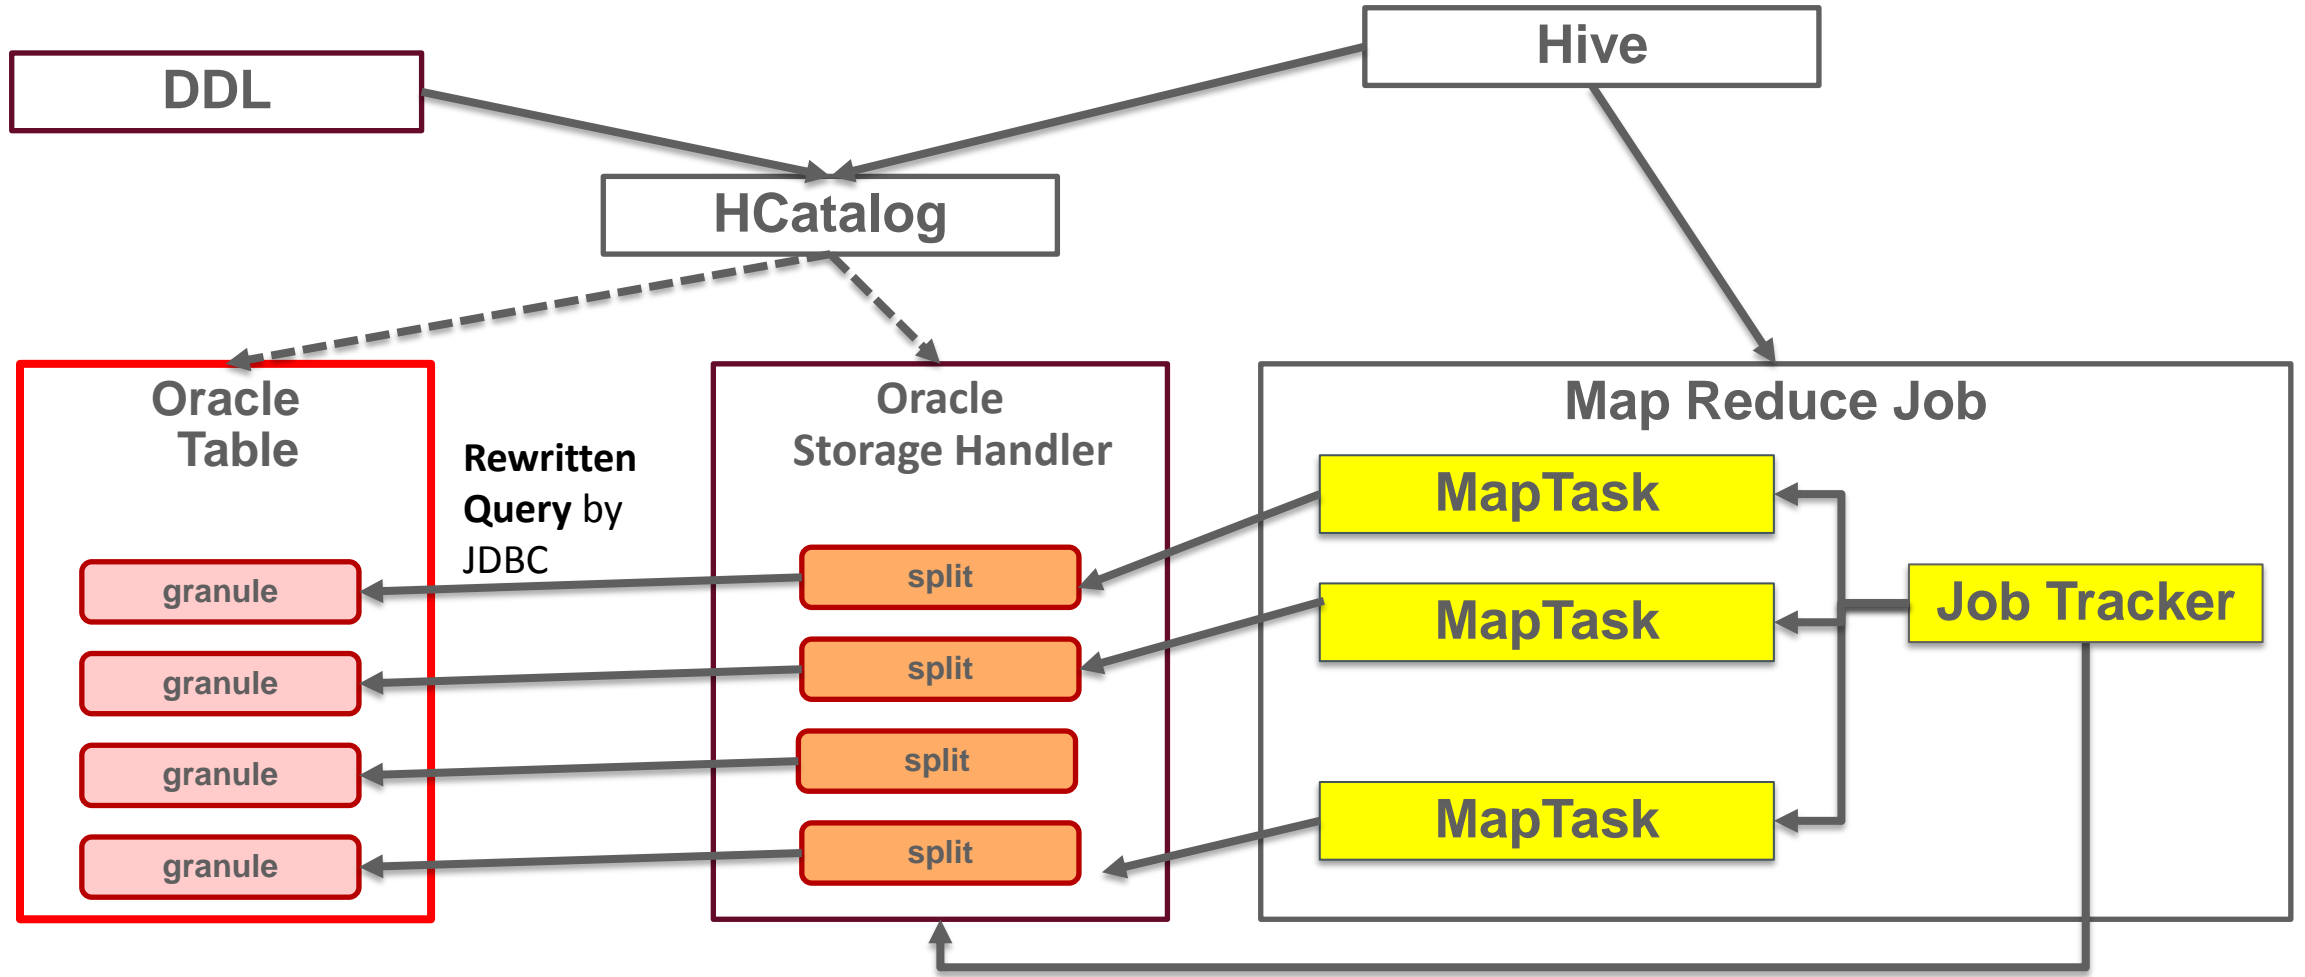 Hive
DDL
HCatalog
Oracle
Table
Rewritten
Query by
JDBC
granule
granule
granule
granule
Oracle
Storage Handler
split
split
split
split
Map Reduce Job
MapTask
MapTask
MapTask
Job Tracker